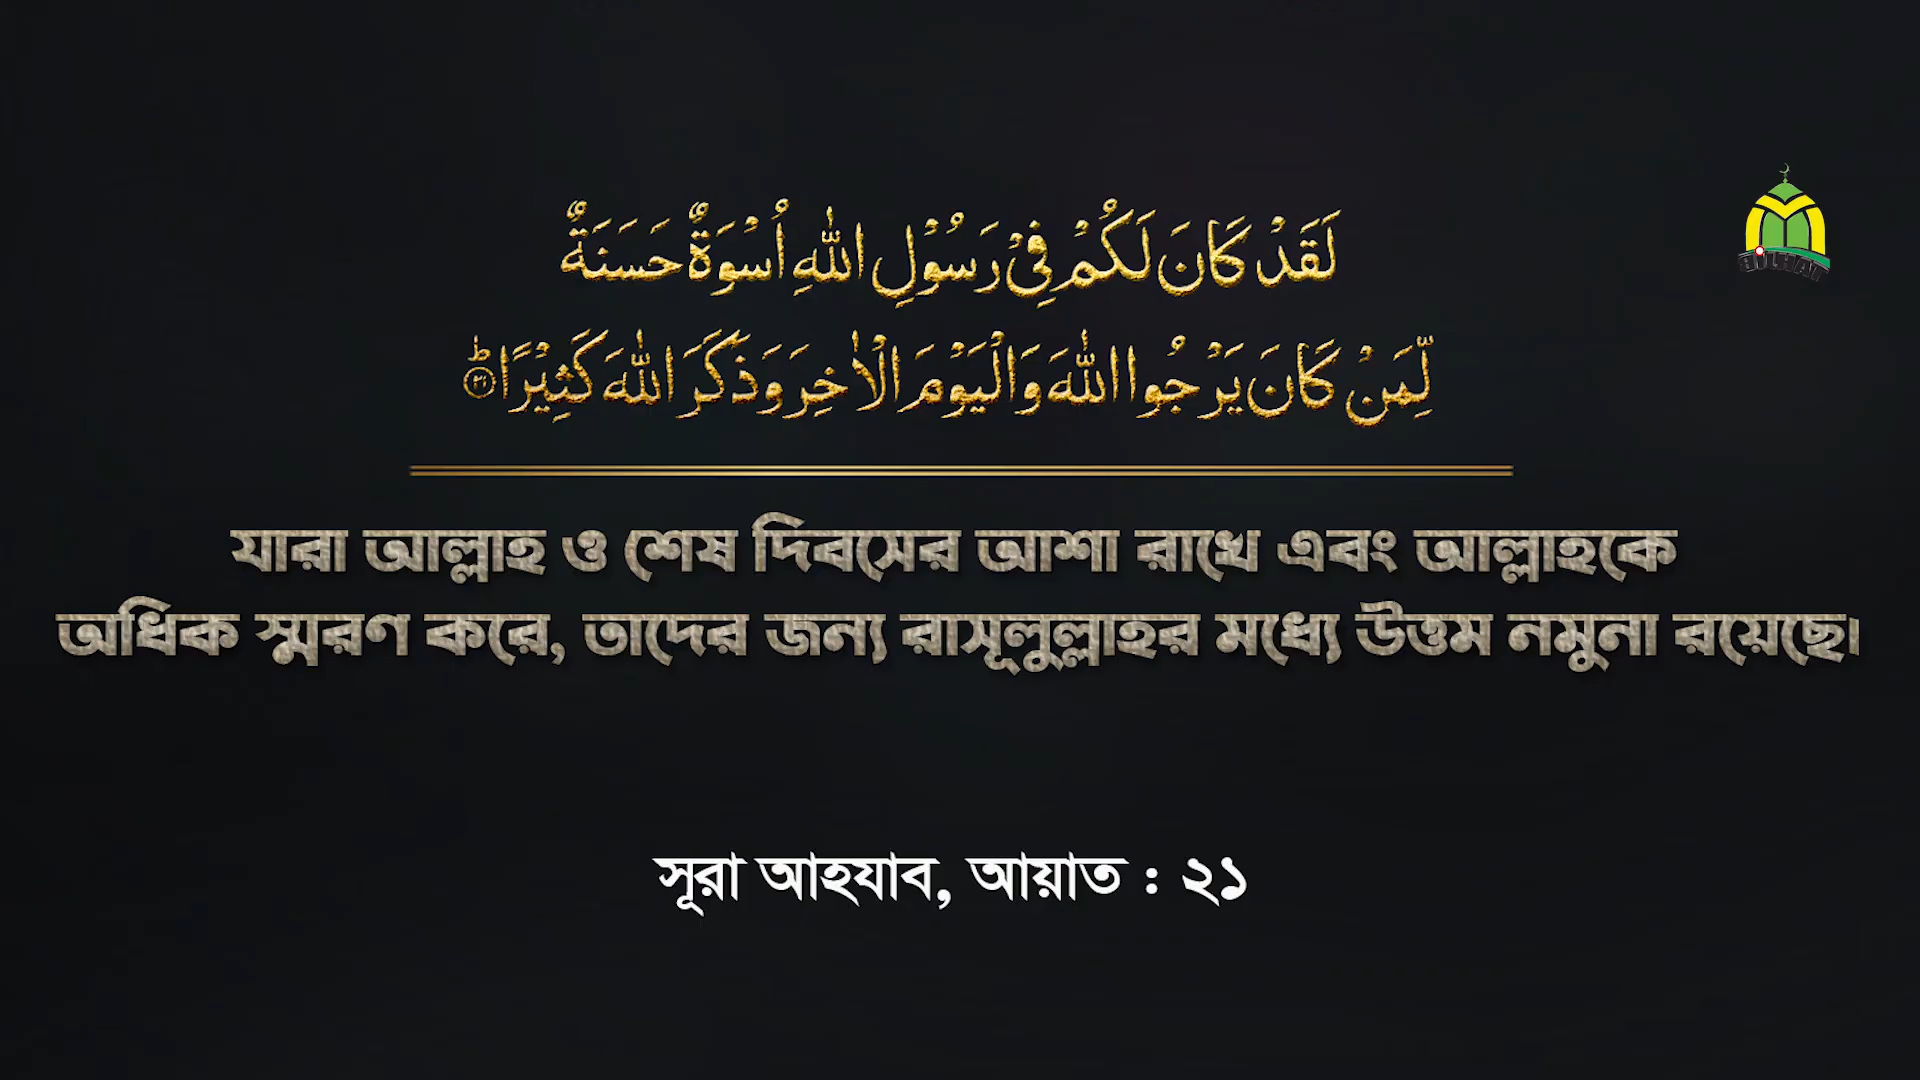 لَقَدْ كَانَ لَكُمْ فِيْ رَسُوْلِ اللّٰهِ اُسْوَةٌ حَسَنَةٌ
لِّمَنْ كَانَ يَرْجُوا اللّٰهَ وَالْيَوْمَ الْاٰخِرَ وَذَكَرَ اللّٰهَ كَثِيْرًاؕ ۲۱
যারা আল্লাহ ও শেষ দিবসের আশা রাখে এবং আল্লাহকে
অধিক স্মরণ করে, তাদের জন্য রাসূলুল্লাহর মধ্যে উত্তম নমুনা রয়েছে।
সূরা আহযাব, আয়াত : ২১